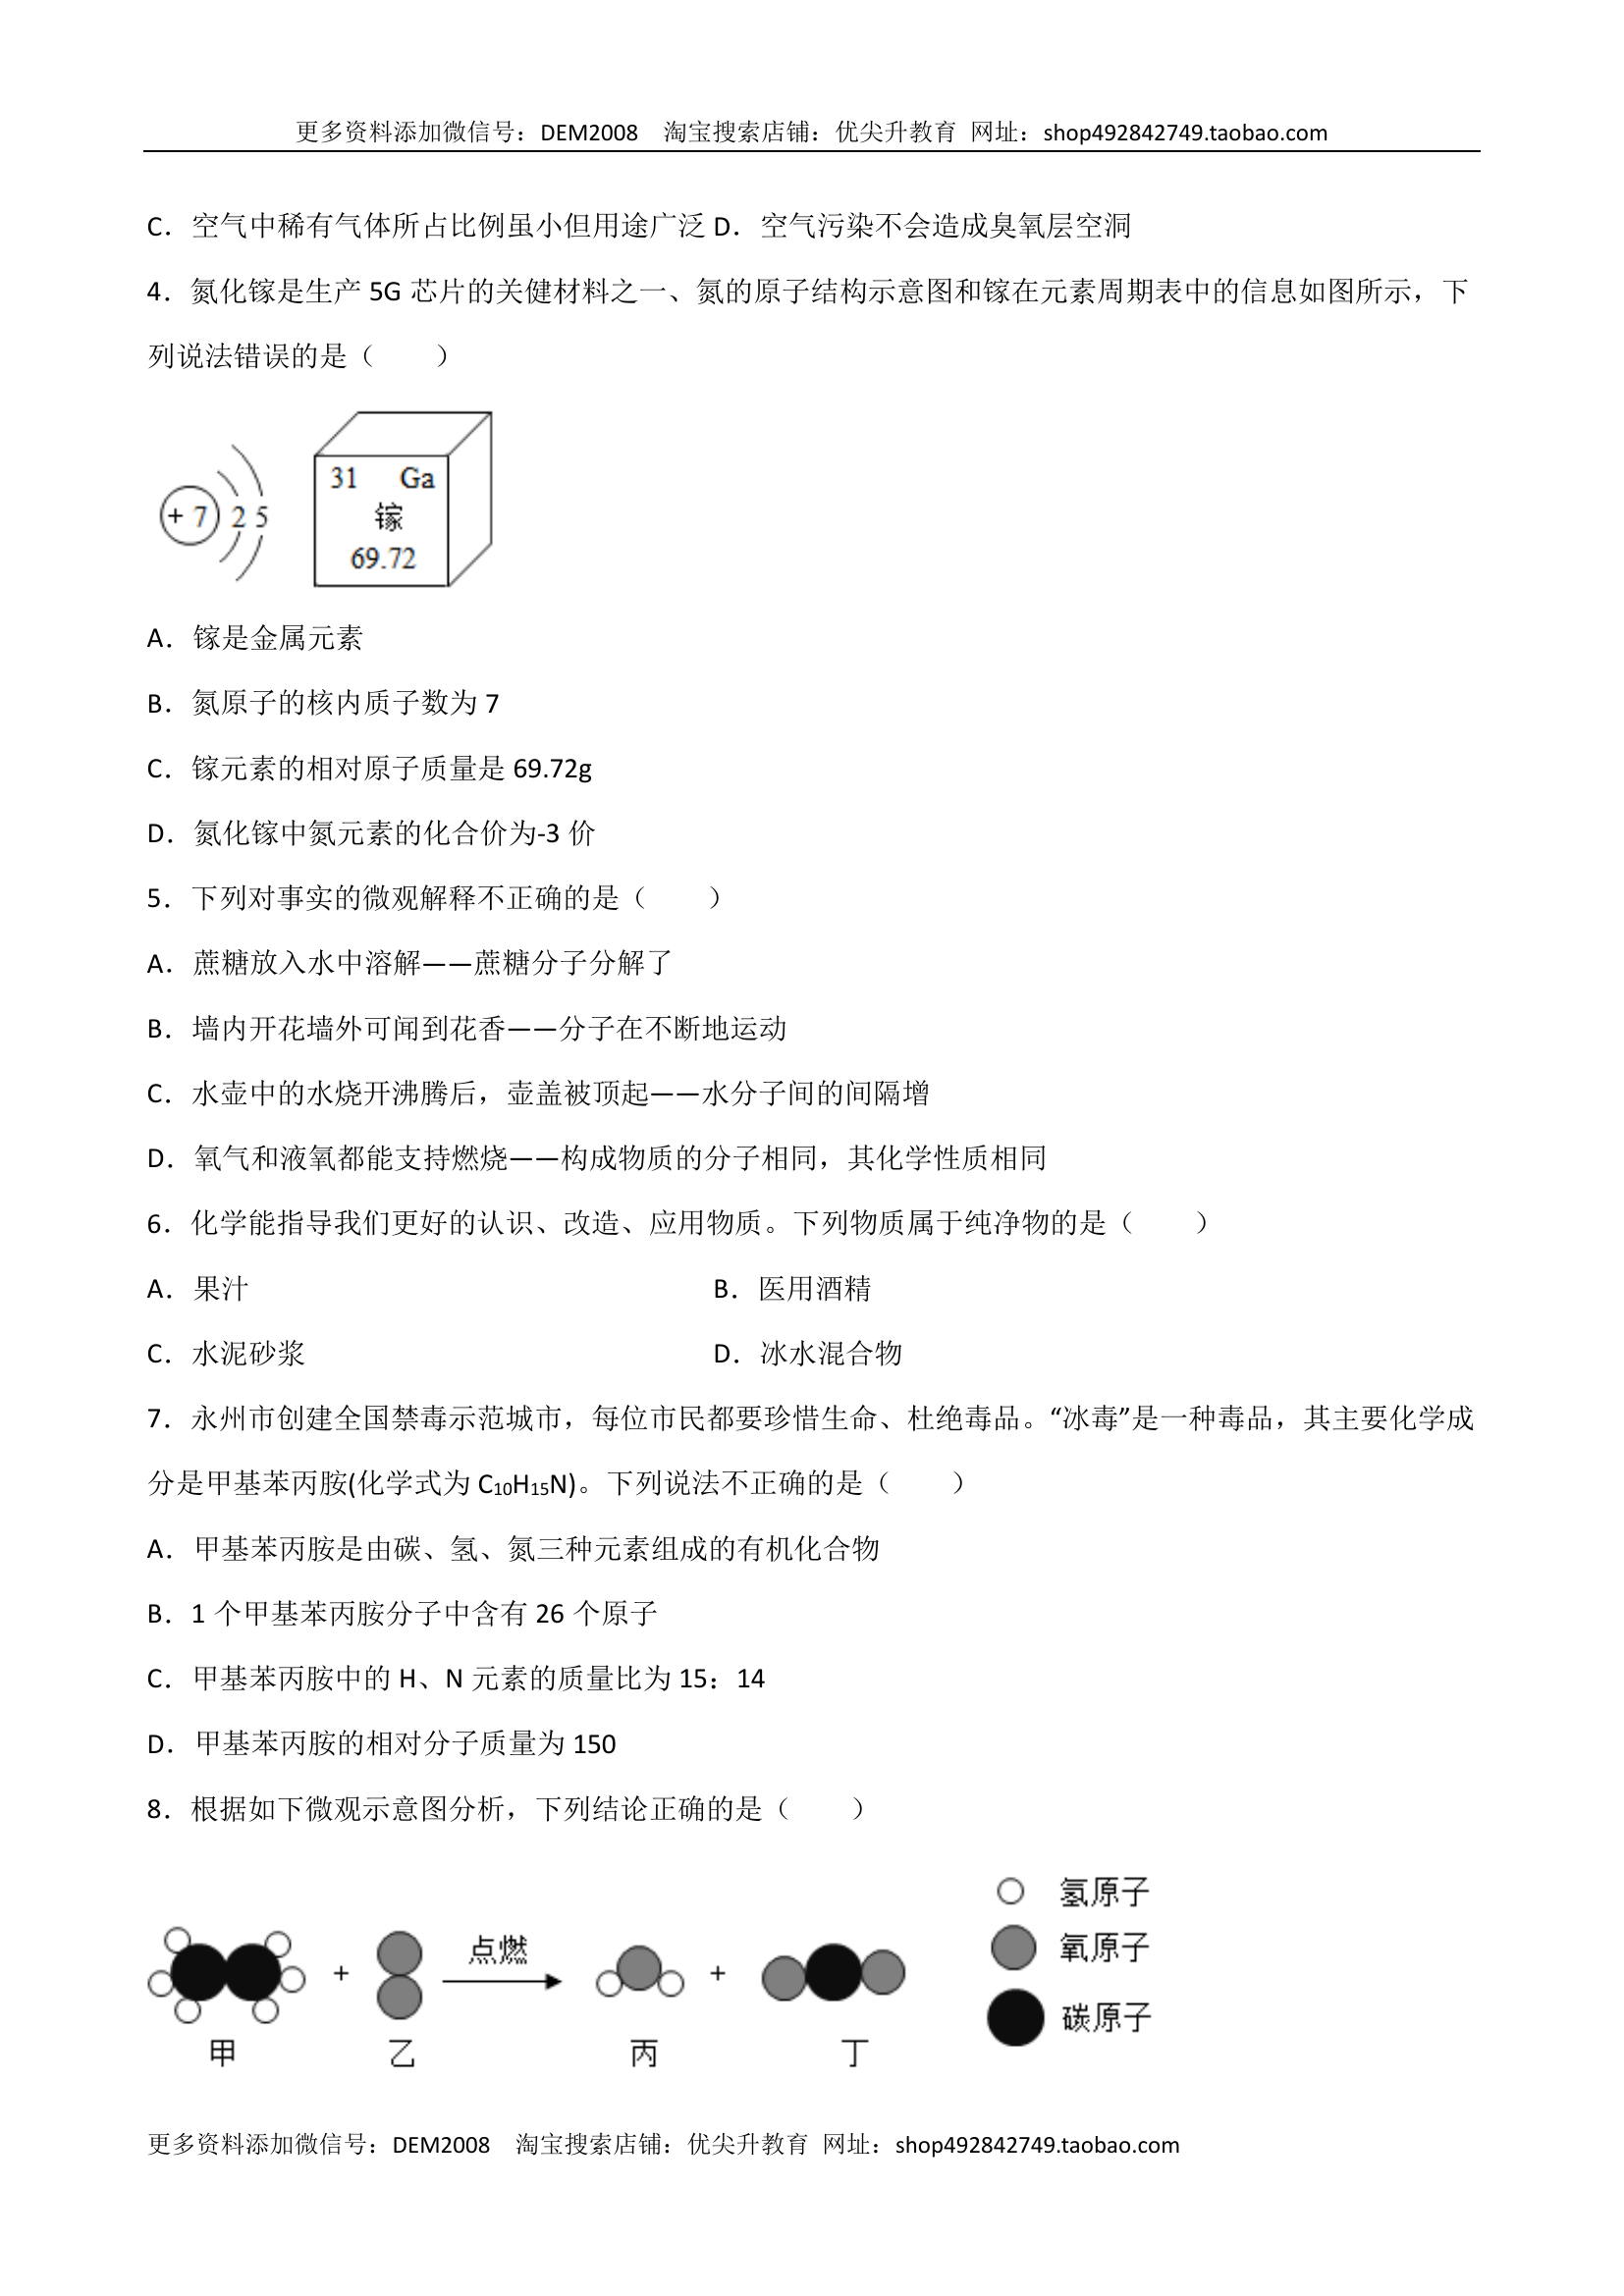 更多资料添加微信号：DEM2008 淘宝搜索店铺：优尖升教育 网址：shop492842749.taobao.com
C．空气中稀有气体所占比例虽小但用途广泛 D．空气污染不会造成臭氧层空洞
4．氮化镓是生产 5G 芯片的关健材料之一、氮的原子结构示意图和镓在元素周期表中的信息如图所示，下
列说法错误的是（　　）
+7 2 5
31 Ga
镓
69.72
A．镓是金属元素
B．氮原子的核内质子数为 7
C．镓元素的相对原子质量是 69.72g
D．氮化镓中氮元素的化合价为-3 价
5．下列对事实的微观解释不正确的是（　　）
A．蔗糖放入水中溶解——蔗糖分子分解了
B．墙内开花墙外可闻到花香——分子在不断地运动
C．水壶中的水烧开沸腾后，壶盖被顶起——水分子间的间隔增
D．氧气和液氧都能支持燃烧——构成物质的分子相同，其化学性质相同
6．化学能指导我们更好的认识、改造、应用物质。下列物质属于纯净物的是（　　）
A．果汁 B．医用酒精
C．水泥砂浆 D．冰水混合物
7．永州市创建全国禁毒示范城市，每位市民都要珍惜生命、杜绝毒品。“冰毒”是一种毒品，其主要化学成
分是甲基苯丙胺(化学式为 C₁₀H₁₅N)。下列说法不正确的是（　　）
A．甲基苯丙胺是由碳、氢、氮三种元素组成的有机化合物
B．1 个甲基苯丙胺分子中含有 26 个原子
C．甲基苯丙胺中的 H、N 元素的质量比为 15：14
D．甲基苯丙胺的相对分子质量为 150
8．根据如下微观示意图分析，下列结论正确的是（　　）
氢原子
氧原子
碳原子
+ 点燃 +
甲 乙 丙 丁
更多资料添加微信号：DEM2008 淘宝搜索店铺：优尖升教育 网址：shop492842749.taobao.com